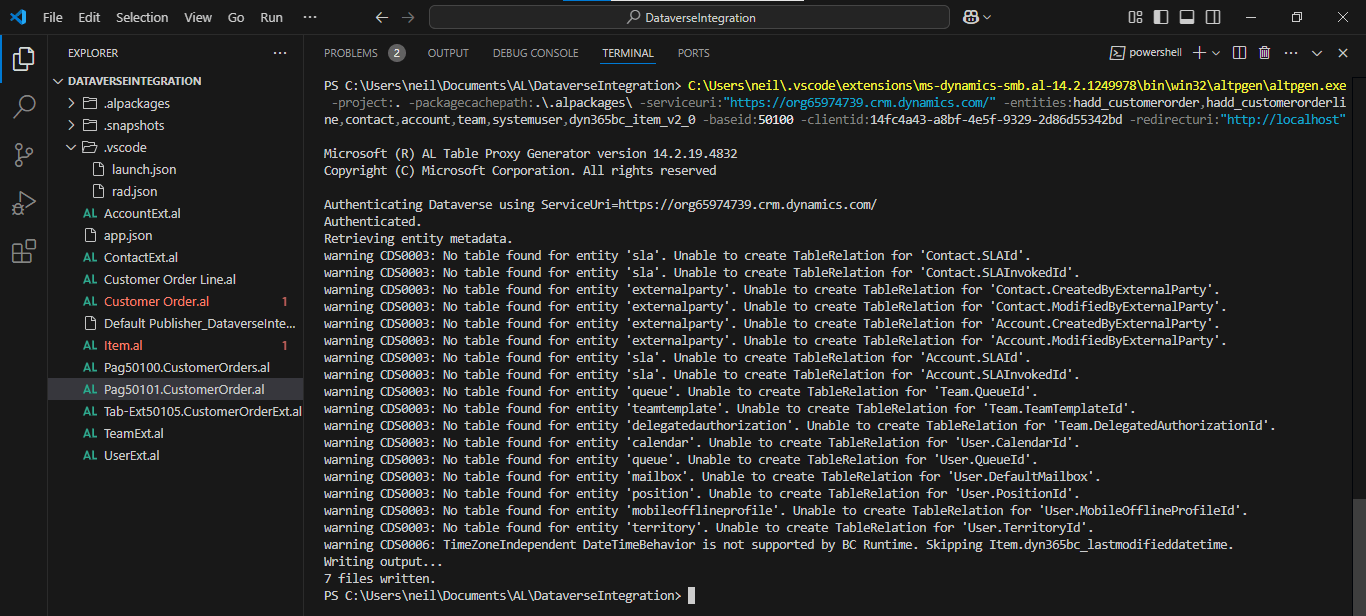 File Edit Selection View Go Run ··· DataverseIntegration
EXPLORER ···
DATAVERSEINTEGRATION
.alpackages
.snapshots
.vscode
launch.json
rad.json
AL AccountExt.al
app.json
AL ContactExt.al
AL Customer Order Line.al
AL Customer Order.al 1
Default Publisher_DataverseInte...
AL Item.al 1
AL Pag50100.CustomerOrders.al
AL Pag50101.CustomerOrder.al
AL Tab-Ext50105.CustomerOrderExt.al
AL TeamExt.al
AL UserExt.al
PROBLEMS 2 OUTPUT DEBUG CONSOLE TERMINAL PORTS powershell ···
PS C:\Users\neil\Documents\AL\DataverseIntegration> C:\Users\neil\.vscode\extensions\ms-dynamics-smb.al-14.2.1249978\bin\win32\altpgen\altpgen.exe
-project:. -packagecachepath:.\.alpackages\ -serviceuri:"https://org65974739.crm.dynamics.com/" -entities:hadd_customerorder,hadd_customerorderli
ne,contact,account,team,systemuser,dyn365bc_item_v2_0 -baseid:50100 -clientid:14fc4a43-a8bf-4e5f-9329-2d86d55342bd -redirecturi:"http://localhost"
Microsoft (R) AL Table Proxy Generator version 14.2.19.4832
Copyright (C) Microsoft Corporation. All rights reserved
Authenticating Dataverse using ServiceUri=https://org65974739.crm.dynamics.com/
Authenticated.
Retrieving entity metadata.
warning CDS0003: No table found for entity 'sla'. Unable to create TableRelation for 'Contact.SLAId'.
warning CDS0003: No table found for entity 'sla'. Unable to create TableRelation for 'Contact.SLAInvokedId'.
warning CDS0003: No table found for entity 'externalparty'. Unable to create TableRelation for 'Contact.CreatedByExternalParty'.
warning CDS0003: No table found for entity 'externalparty'. Unable to create TableRelation for 'Contact.ModifiedByExternalParty'.
warning CDS0003: No table found for entity 'externalparty'. Unable to create TableRelation for 'Account.CreatedByExternalParty'.
warning CDS0003: No table found for entity 'externalparty'. Unable to create TableRelation for 'Account.ModifiedByExternalParty'.
warning CDS0003: No table found for entity 'sla'. Unable to create TableRelation for 'Account.SLAId'.
warning CDS0003: No table found for entity 'sla'. Unable to create TableRelation for 'Account.SLAInvokedId'.
warning CDS0003: No table found for entity 'queue'. Unable to create TableRelation for 'Team.QueueId'.
warning CDS0003: No table found for entity 'teamtemplate'. Unable to create TableRelation for 'Team.TeamTemplateId'.
warning CDS0003: No table found for entity 'delegatedauthorization'. Unable to create TableRelation for 'Team.DelegatedAuthorizationId'.
warning CDS0003: No table found for entity 'calendar'. Unable to create TableRelation for 'User.CalendarId'.
warning CDS0003: No table found for entity 'queue'. Unable to create TableRelation for 'User.QueueId'.
warning CDS0003: No table found for entity 'mailbox'. Unable to create TableRelation for 'User.DefaultMailbox'.
warning CDS0003: No table found for entity 'position'. Unable to create TableRelation for 'User.PositionId'.
warning CDS0003: No table found for entity 'mobileofflineprofile'. Unable to create TableRelation for 'User.MobileOfflineProfileId'.
warning CDS0003: No table found for entity 'territory'. Unable to create TableRelation for 'User.TerritoryId'.
warning CDS0006: TimeZoneIndependent DateTimeBehavior is not supported by BC Runtime. Skipping Item.dyn365bc_lastmodifieddatetime.
Writing output...
7 files written.
PS C:\Users\neil\Documents\AL\DataverseIntegration>